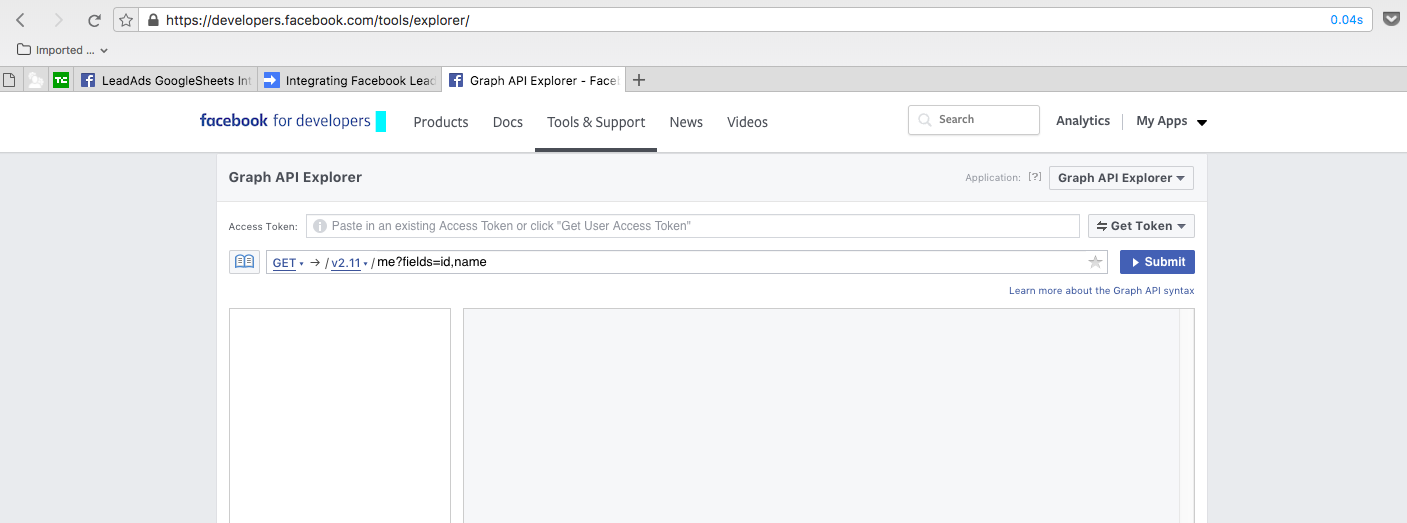 https://developers.facebook.com/tools/explorer/ 0.04s
Imported ...
LeadAds GoogleSheets Int Integrating Facebook Lead Graph API Explorer - Face
facebook for developers Products Docs Tools & Support News Videos Search Analytics My Apps
Graph API Explorer Application: [?] Graph API Explorer
Access Token: Paste in an existing Access Token or click "Get User Access Token" Get Token
GET → / v2.11 / me?fields=id,name Submit
Learn more about the Graph API syntax